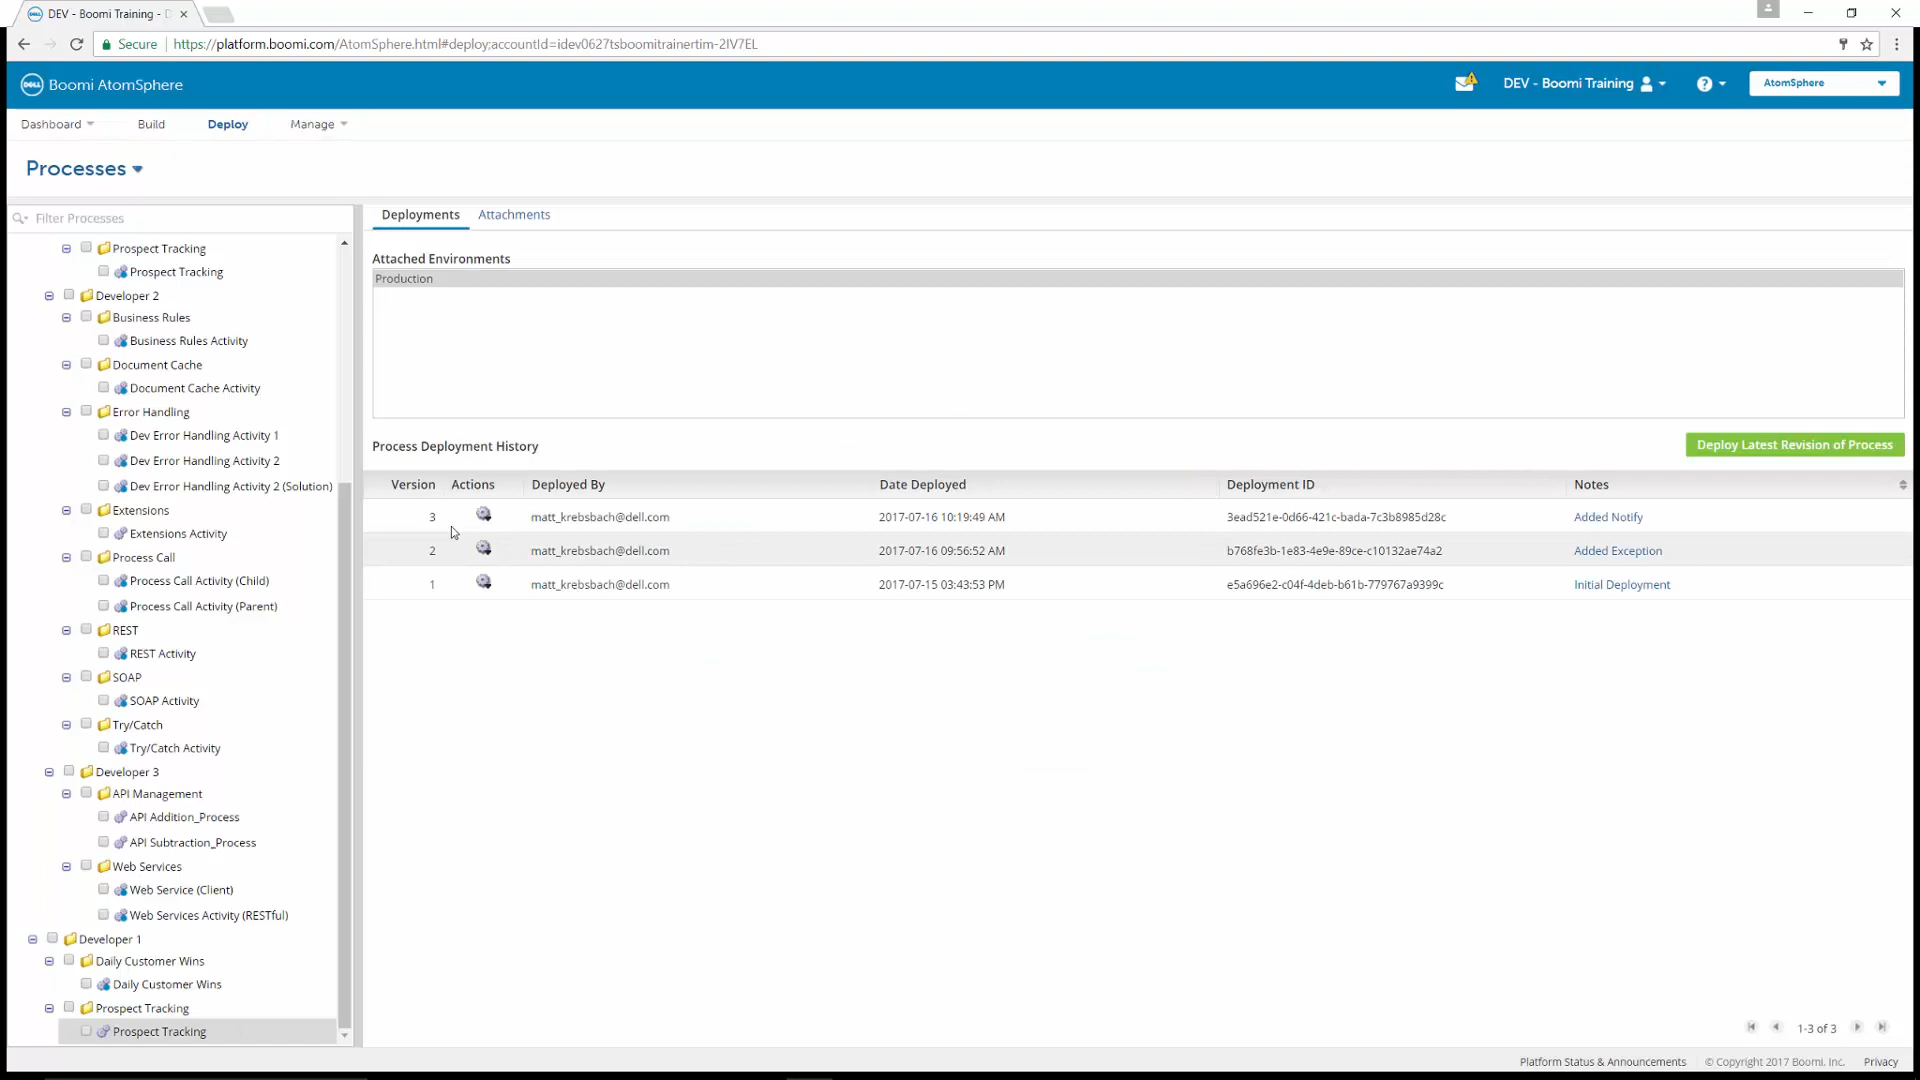 DEV - Boomi Training - D
Secure https://platform.boomi.com/AtomSphere.html#deploy;accountId=idev0627tsboomitrainertim-2IV7EL
DELL Boomi AtomSphere
DEV - Boomi Training
?
AtomSphere
Dashboard Build Deploy Manage
Processes
Filter Processes
Prospect Tracking
Prospect Tracking
Developer 2
Business Rules
Business Rules Activity
Document Cache
Document Cache Activity
Error Handling
Dev Error Handling Activity 1
Dev Error Handling Activity 2
Dev Error Handling Activity 2 (Solution)
Extensions
Extensions Activity
Process Call
Process Call Activity (Child)
Process Call Activity (Parent)
REST
REST Activity
SOAP
SOAP Activity
Try/Catch
Try/Catch Activity
Developer 3
API Management
API Addition_Process
API Subtraction_Process
Web Services
Web Service (Client)
Web Services Activity (RESTful)
Developer 1
Daily Customer Wins
Daily Customer Wins
Prospect Tracking
Prospect Tracking
Deployments Attachments
Attached Environments
Production
Process Deployment History
Deploy Latest Revision of Process
Version Actions Deployed By Date Deployed Deployment ID Notes
3 matt_krebsbach@dell.com 2017-07-16 10:19:49 AM 3ead521e-0d66-421c-bada-7c3b8985d28c Added Notify
2 matt_krebsbach@dell.com 2017-07-16 09:56:52 AM b768fe3b-1e83-4e9e-89ce-c10132ae74a2 Added Exception
1 matt_krebsbach@dell.com 2017-07-15 03:43:53 PM e5a696e2-c04f-4deb-b61b-779767a9399c Initial Deployment
1-3 of 3
Platform Status & Announcements © Copyright 2017 Boomi, Inc. Privacy